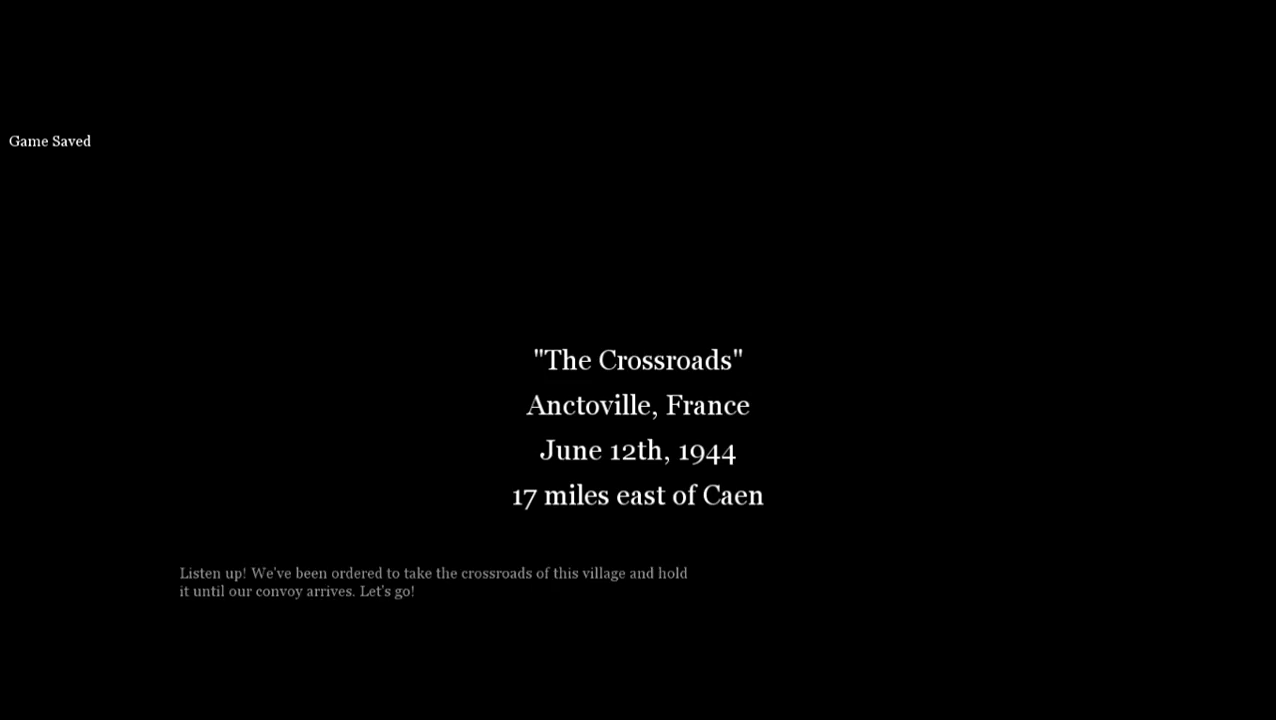 Game Saved
"The Crossroads"
Anctoville, France
June 12th, 1944
17 miles east of Caen
Listen up! We've been ordered to take the crossroads of this village and hold
it until our convoy arrives. Let's go!